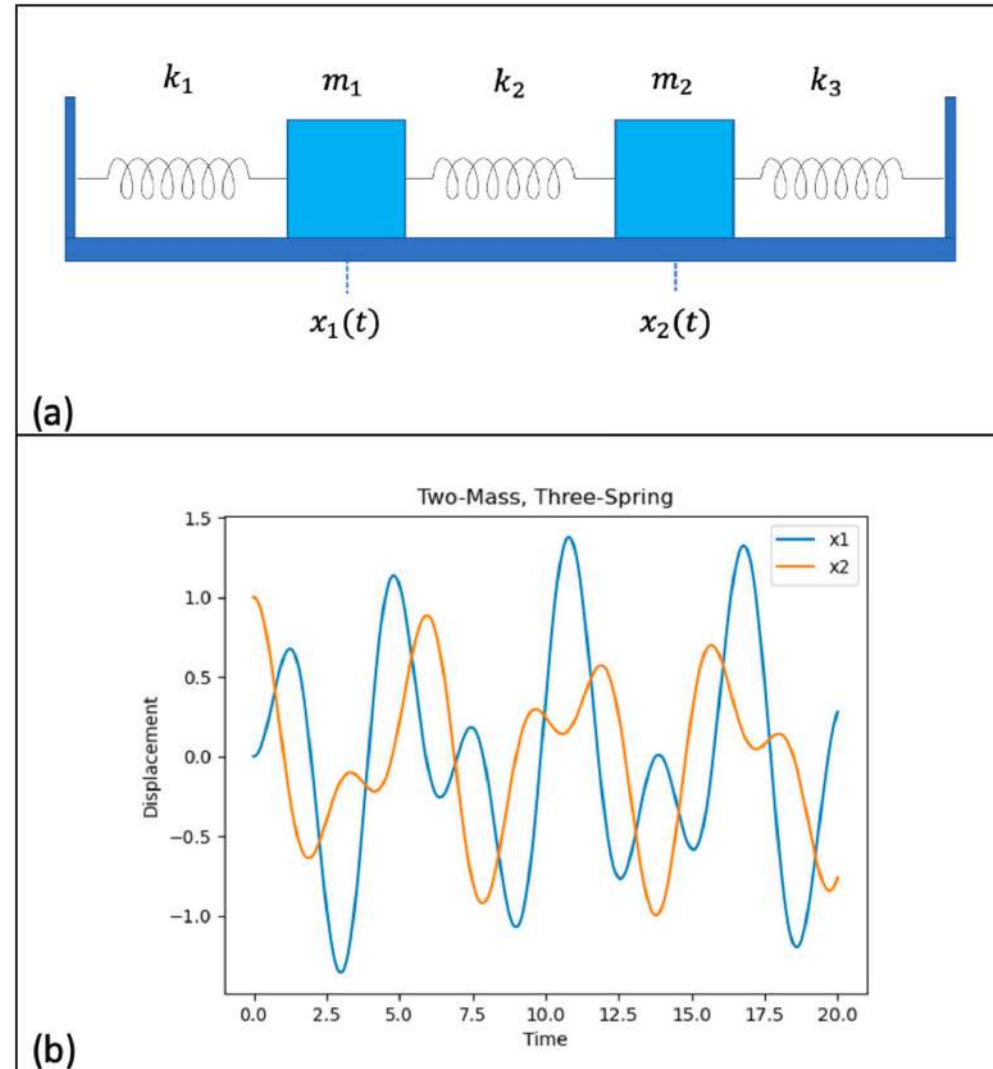 k₁ m₁ k₂ m₂ k₃
x₁(t) x₂(t)
(a)
Two-Mass, Three-Spring
x1
x2
1.5
1.0
0.5
0.0
−0.5
−1.0
Displacement
0.0 2.5 5.0 7.5 10.0 12.5 15.0 17.5 20.0
Time
(b)